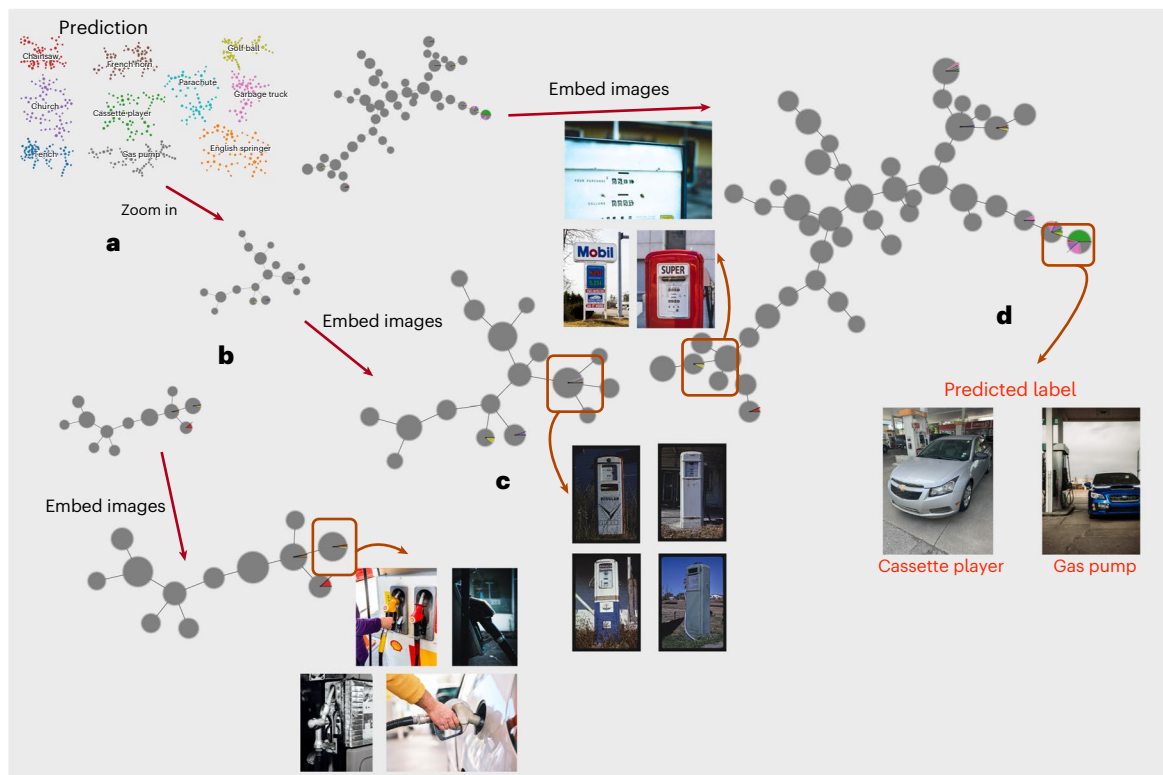 Prediction
Chainsaw
French horn
Golf ball
Parachute
Garbage truck
Church
Cassette player
French
Gas pump
English springer
Zoom in
a
b
Embed images
Embed images
Mobil
SUPER
d
Embed images
c
Predicted label
Cassette player
Gas pump